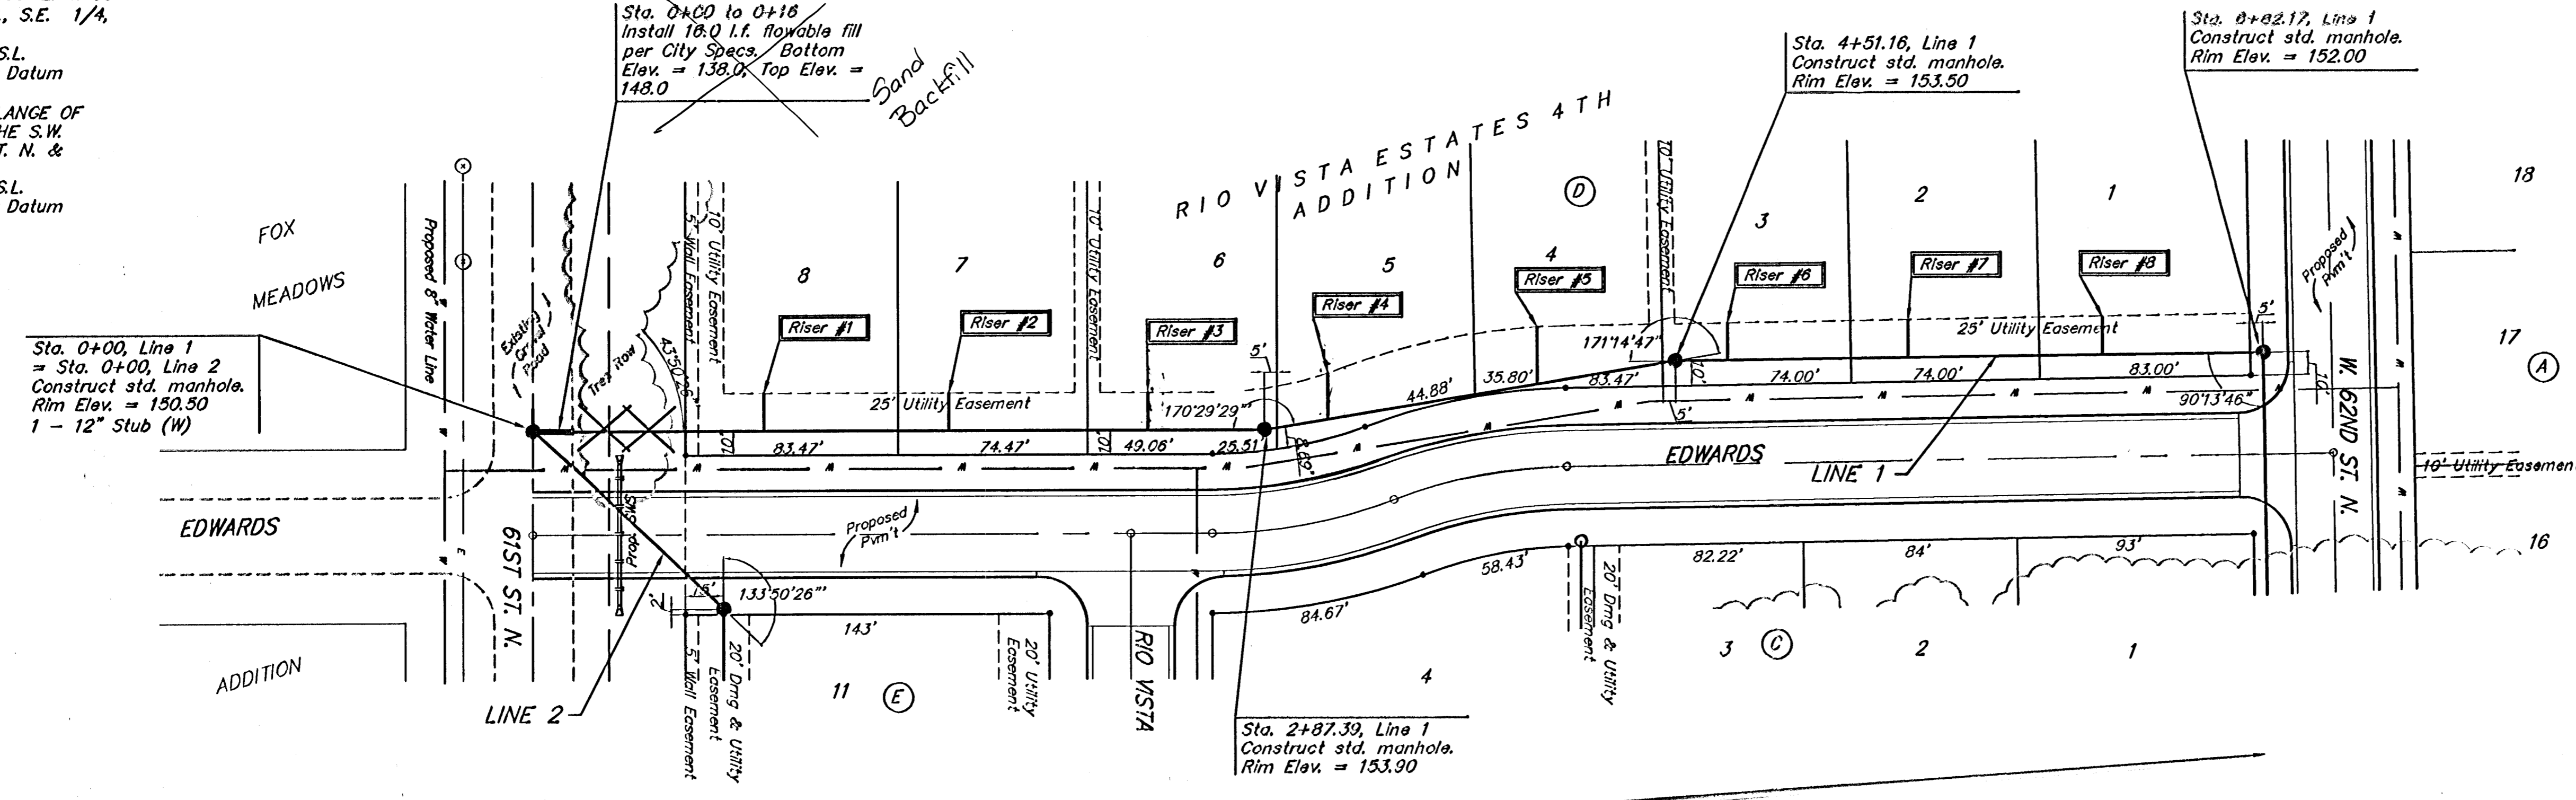 ., S.E. 1/4,
S.L.
Datum
LANGE OF
HE S.W.
T. N. &
S.L.
Datum
Sta. 0+00 to 0+16
Install 16.0 l.f. flowable fill
per City Specs. Bottom
Elev. = 138.0, Top Elev. =
148.0
Sand
Backfill
Sta. 4+51.16, Line 1
Construct std. manhole.
Rim Elev. = 153.50
Sta. 6+82.17, Line 1
Construct std. manhole.
Rim Elev. = 152.00
RIO VISTA ESTATES 4TH
ADDITION
FOX
MEADOWS
Proposed 8" Water Line
Existing
Gravel
Road
Tree Row
43°50'26"
5' Wall Easement
10' Utility Easement
10' Utility Easement
10' Utility Easement
D
8
7
6
5
4
3
2
1
18
17
A
16
Riser #1
Riser #2
Riser #3
Riser #4
Riser #5
Riser #6
Riser #7
Riser #8
Proposed
Pvm't
Sta. 0+00, Line 1
= Sta. 0+00, Line 2
Construct std. manhole.
Rim Elev. = 150.50
1 - 12" Stub (W)
25' Utility Easement
25' Utility Easement
170°29'29"
171°14'47"
90°13'46"
5'
5'
5'
10'
10'
10'
10'
8.69'
83.47'
74.47'
49.06'
25.51'
44.88'
35.80'
83.47'
74.00'
74.00'
83.00'
EDWARDS
EDWARDS
LINE 1
W. 62ND ST. N.
10' Utility Easement
61ST ST. N.
Prop. SWS
Proposed
Pvm't
15'
2'
133°50'26"
143'
84.67'
58.43'
82.22'
84'
93'
ADDITION
LINE 2
5' Wall Easement
20' Drng & Utility
Easement
11
E
20' Utility
Easement
RIO VISTA
4
20' Drng & Utility
Easement
3
C
2
1
Sta. 2+87.39, Line 1
Construct std. manhole.
Rim Elev. = 153.90